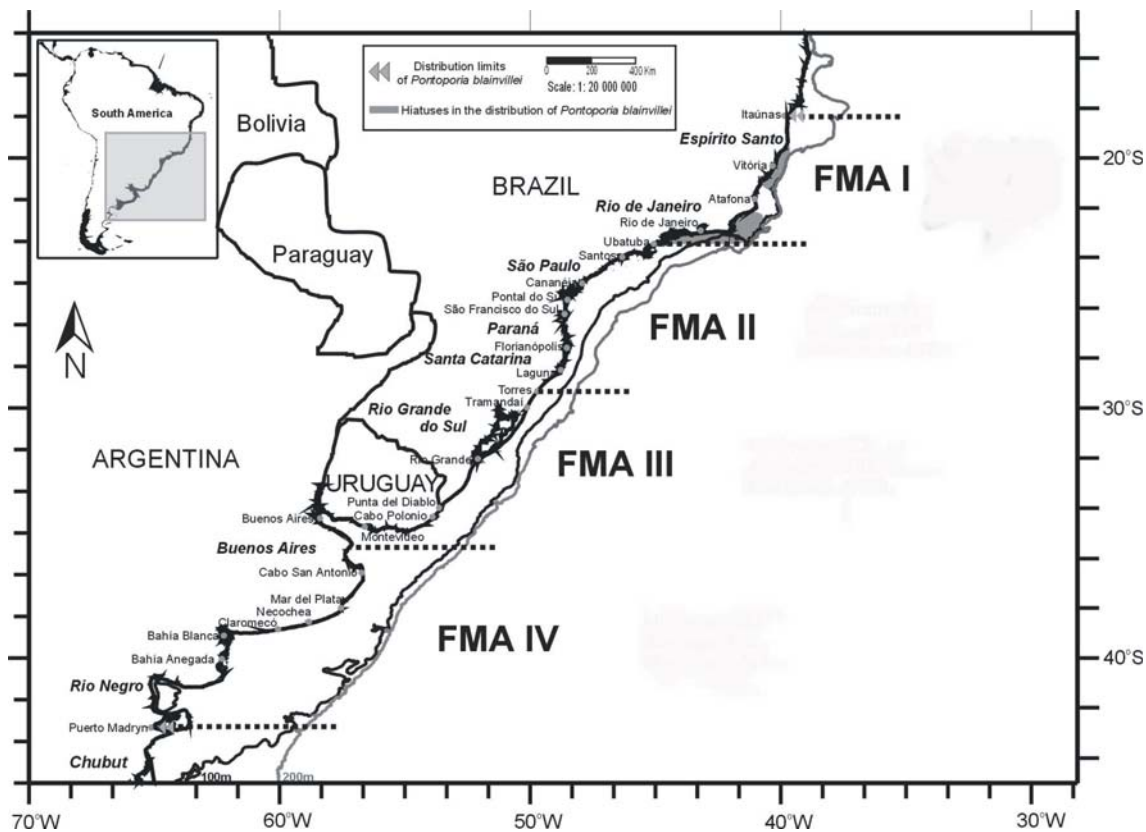 Distribution limits
of Pontoporia blainvillei
0 200 400 Km
Scale: 1: 20 000 000
Hiatuses in the distribution of Pontoporia blainvillei
South America
Bolivia
Paraguay
BRAZIL
ARGENTINA
URUGUAY
N
Itaúnas
Espírito Santo
Vitória
FMA I
Atafona
Rio de Janeiro
Rio de Janeiro
Ubatuba
Santos
São Paulo
Cananéia
Pontal do Sul
São Francisco do Sul
Paraná
FMA II
Florianópolis
Santa Catarina
Laguna
Torres
Tramandaí
Rio Grande
do Sul
Rio Grande
FMA III
Punta del Diablo
Cabo Polonio
Montevideo
Buenos Aires
Buenos Aires
Cabo San Antonio
Mar del Plata
Necochea
Claromecó
Bahia Blanca
FMA IV
Bahia Anegada
Rio Negro
Puerto Madryn
Chubut
100m 200m
20°S
30°S
40°S
70°W 60°W 50°W 40°W 30°W